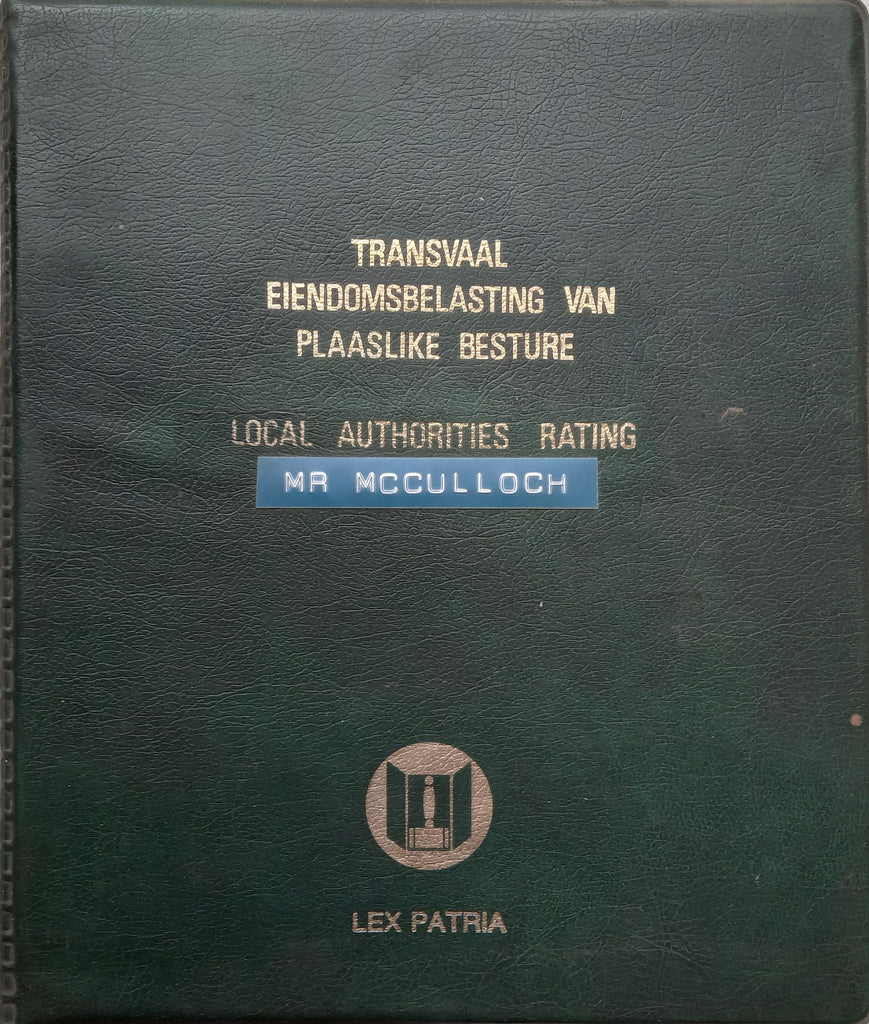 TRANSVAAL
EIENDOMSBELASTING VAN
PLAASLIKE BESTURE
LOCAL AUTHORITIES RATING
MR MCCULLOCH
LEX PATRIA